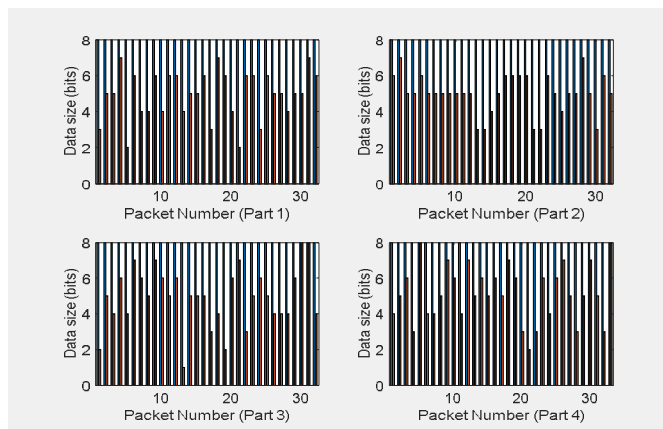 8
6
4
2
0
Data size (bits)
10 20 30
Packet Number (Part 1)
8
6
4
2
0
Data size (bits)
10 20 30
Packet Number (Part 2)
8
6
4
2
0
Data size (bits)
10 20 30
Packet Number (Part 3)
8
6
4
2
0
Data size (bits)
10 20 30
Packet Number (Part 4)